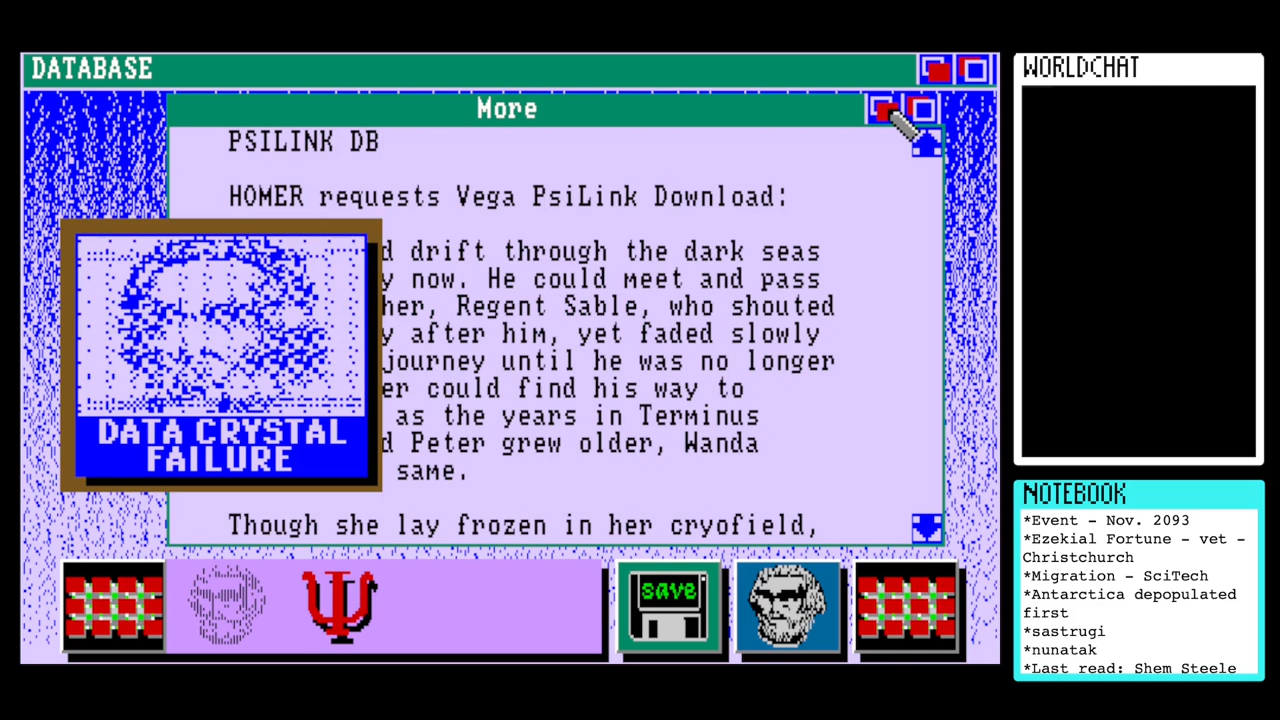 DATABASE
More
PSILINK DB
HOMER requests Vega PsiLink Download:
d drift through the dark seas
y now. He could meet and pass
her, Regent Sable, who shouted
y after him, yet faded slowly
journey until he was no longer
er could find his way to
as the years in Terminus
d Peter grew older, Wanda
same.
Though she lay frozen in her cryofield,
DATA CRYSTAL
FAILURE
save
WORLDCHAT
NOTEBOOK
*Event - Nov. 2093
*Ezekial Fortune - vet -
Christchurch
*Migration - SciTech
*Antarctica depopulated
first
*sastrugi
*nunatak
*Last read: Shem Steele